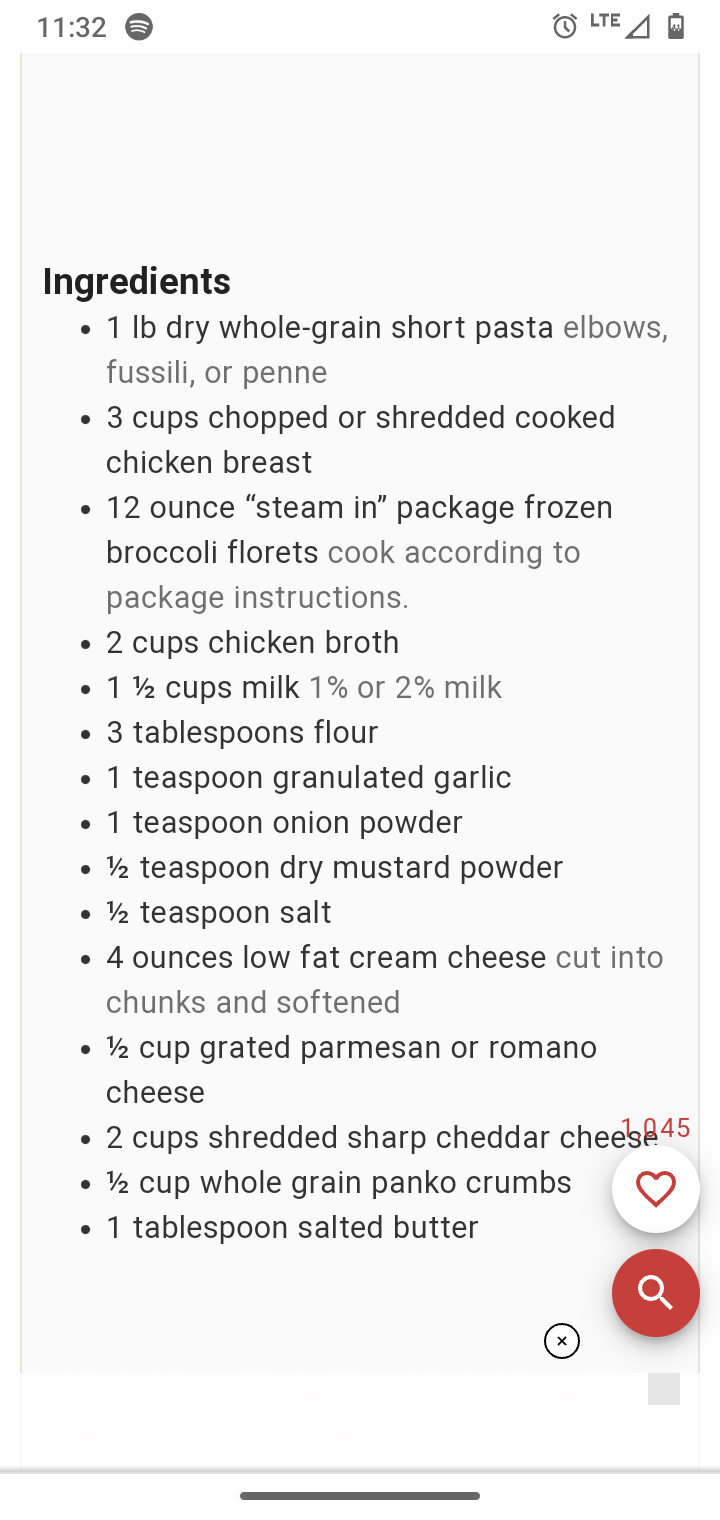 11:32
LTE
Ingredients
• 1 lb dry whole-grain short pasta elbows,
fussili, or penne
• 3 cups chopped or shredded cooked
chicken breast
• 12 ounce “steam in” package frozen
broccoli florets cook according to
package instructions.
• 2 cups chicken broth
• 1 ½ cups milk 1% or 2% milk
• 3 tablespoons flour
• 1 teaspoon granulated garlic
• 1 teaspoon onion powder
• ½ teaspoon dry mustard powder
• ½ teaspoon salt
• 4 ounces low fat cream cheese cut into
chunks and softened
• ½ cup grated parmesan or romano
cheese
1,045
• 2 cups shredded sharp cheddar cheese
• ½ cup whole grain panko crumbs
• 1 tablespoon salted butter